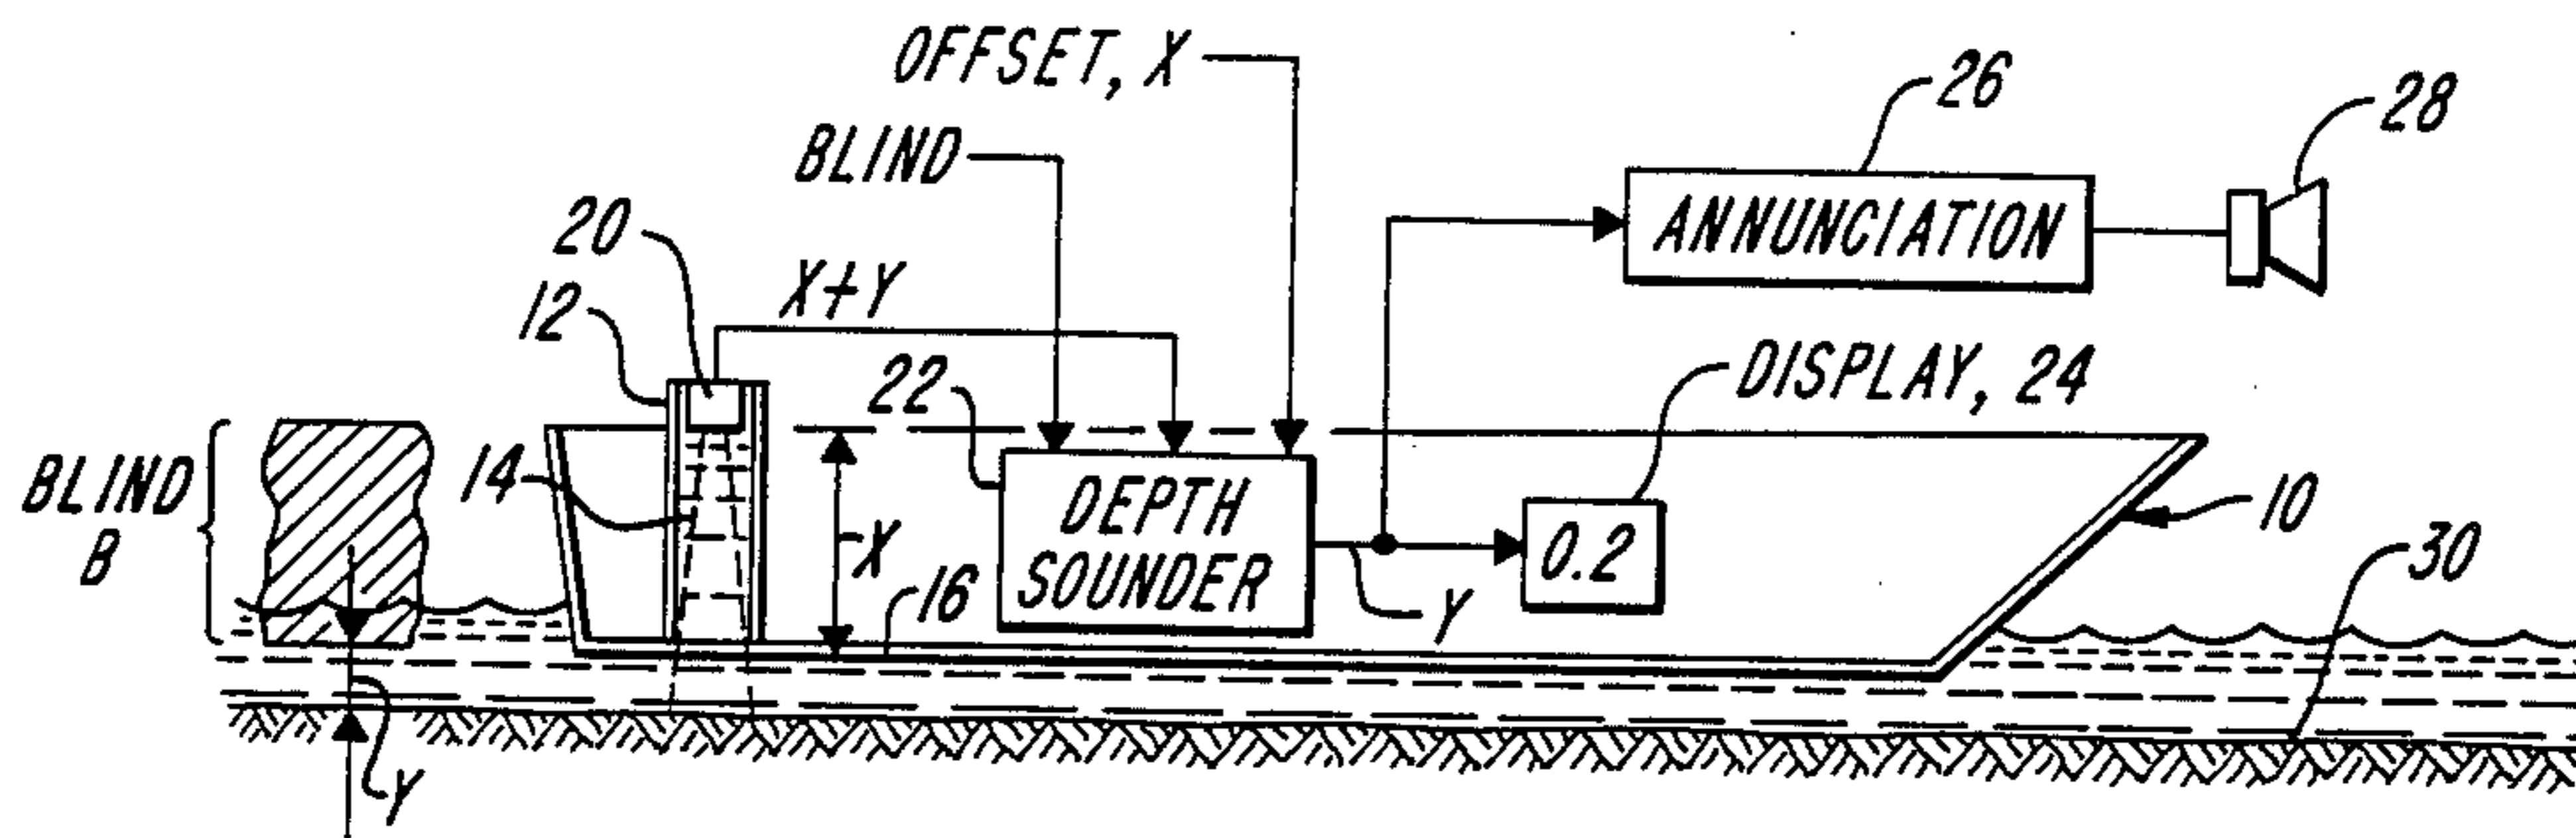 OFFSET, X
BLIND
26
28
ANNUNCIATION
20
X+Y
12
22
DISPLAY, 24
BLIND
B
14
X
DEPTH
SOUNDER
0.2
10
16
Y
30
Y